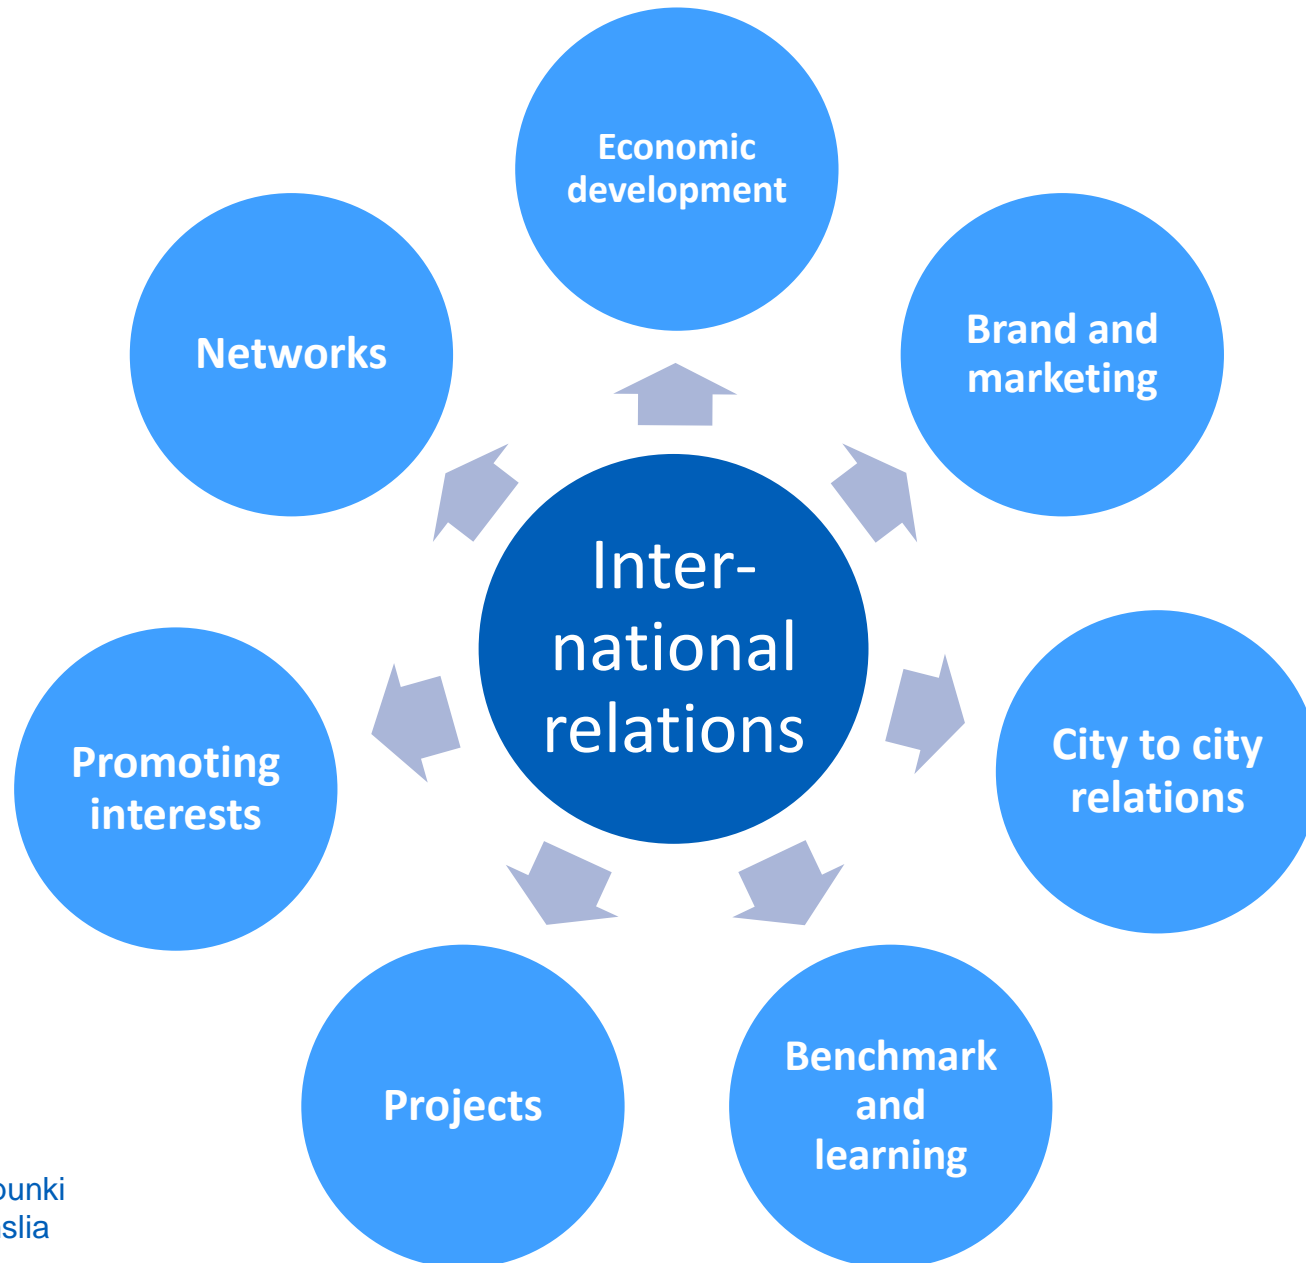 Economic
development
Networks
Brand and
marketing
Inter-
national
relations
Promoting
interests
City to city
relations
Projects
Benchmark
and
learning